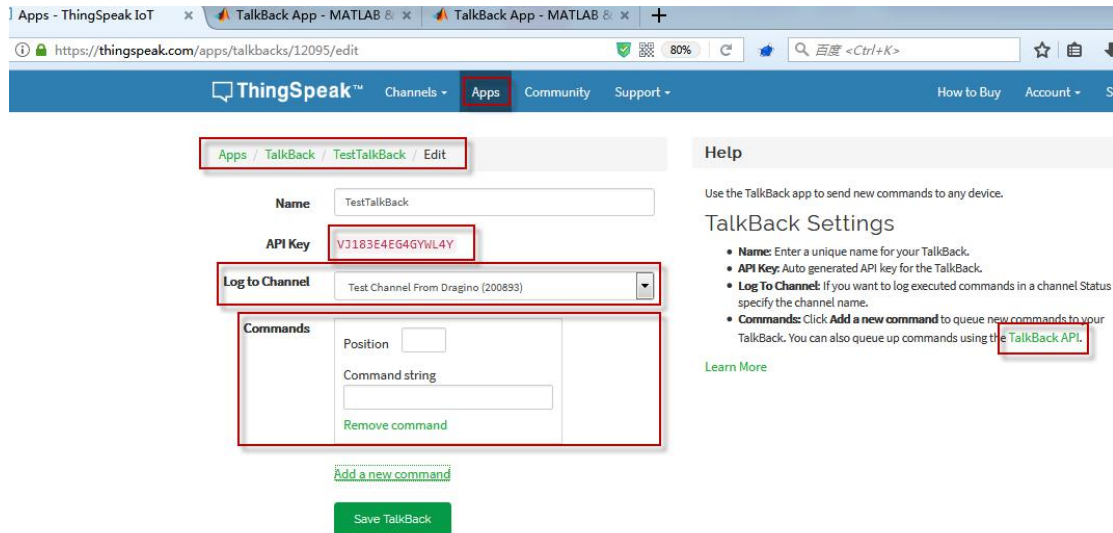 Apps - ThingSpeak IoT × TalkBack App - MATLAB & × TalkBack App - MATLAB & × +
https://thingspeak.com/apps/talkbacks/12095/edit 80% 百度 <Ctrl+K>
ThingSpeak™ Channels Apps Community Support How to Buy Account
Apps / TalkBack / TestTalkBack / Edit
Name TestTalkBack
API Key VJ183E4EG4GYWL4Y
Log to Channel Test Channel From Dragino (200893)
Commands
Position
Command string
Remove command
Add a new command
Save TalkBack
Help
Use the TalkBack app to send new commands to any device.
TalkBack Settings
• Name: Enter a unique name for your TalkBack.
• API Key: Auto generated API key for the TalkBack.
• Log To Channel: If you want to log executed commands in a channel Status
specify the channel name.
• Commands: Click Add a new command to queue new commands to your
TalkBack. You can also queue up commands using the TalkBack API.
Learn More